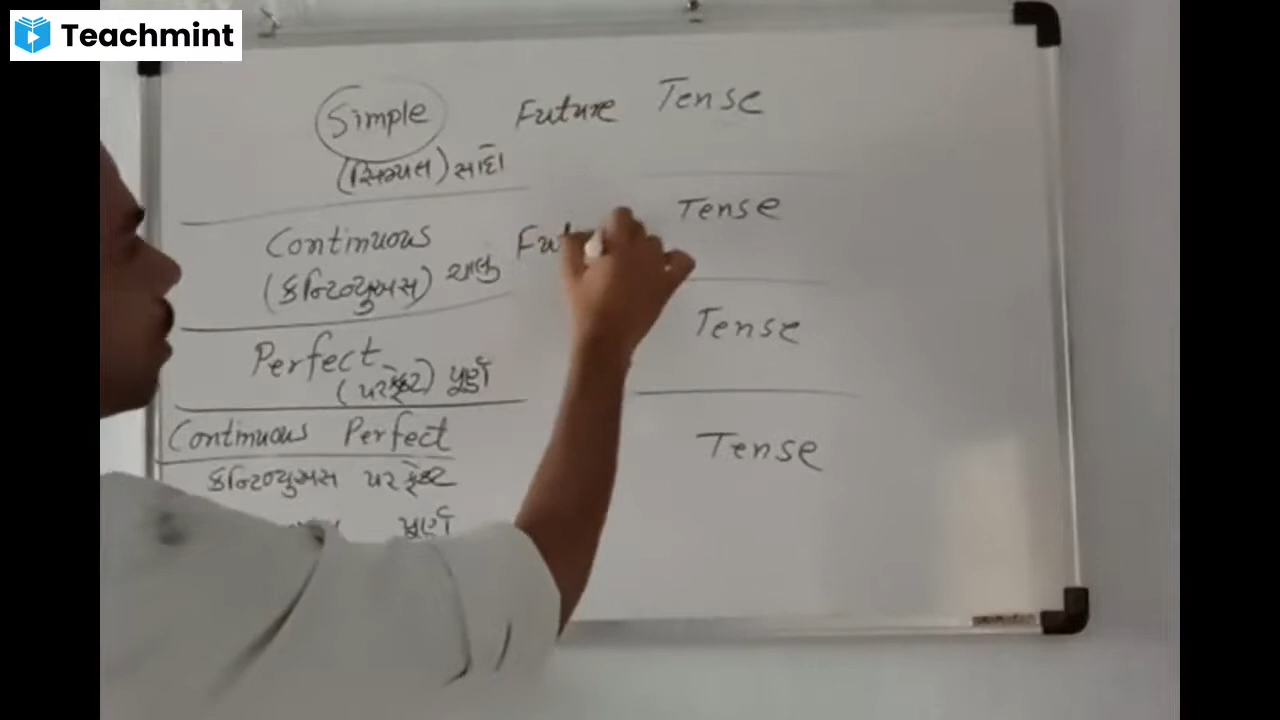 Teachmint
Simple Future Tense
(સિમ્પલ) સાદો
Continuous Fut Tense
(કન્ટિન્યુઅસ) ચાલુ
Perfect Tense
(પરફેક્ટ) પૂર્ણ
Continuous Perfect Tense
કન્ટિન્યુઅસ પરફેક્ટ
પૂર્ણ